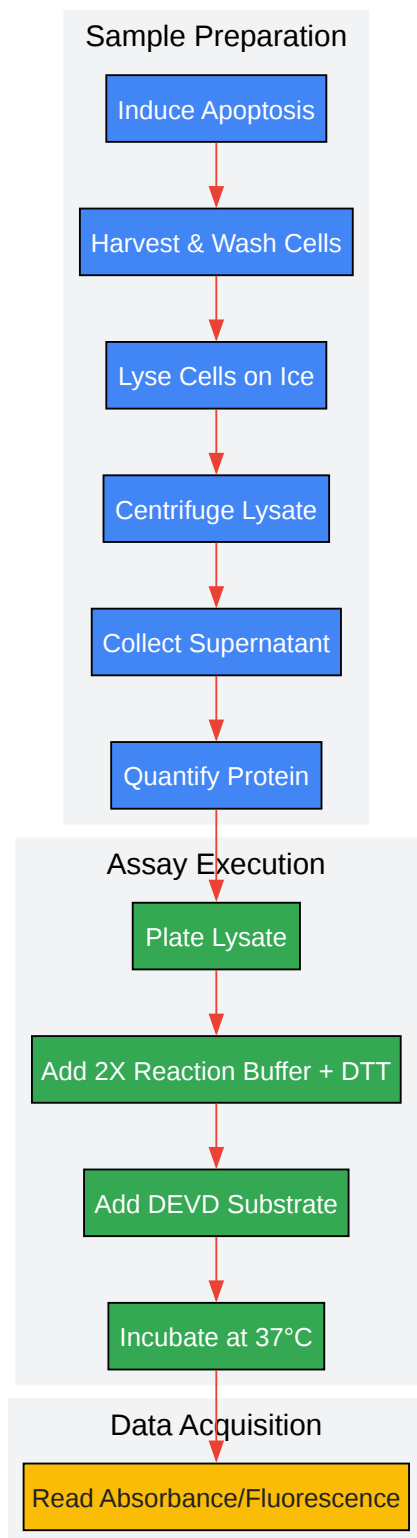 Sample Preparation
Induce Apoptosis
Harvest & Wash Cells
Lyse Cells on Ice
Centrifuge Lysate
Collect Supernatant
Quantify Protein
Assay Execution
Plate Lysate
Add 2X Reaction Buffer + DTT
Add DEVD Substrate
Incubate at 37°C
Data Acquisition
Read Absorbance/Fluorescence